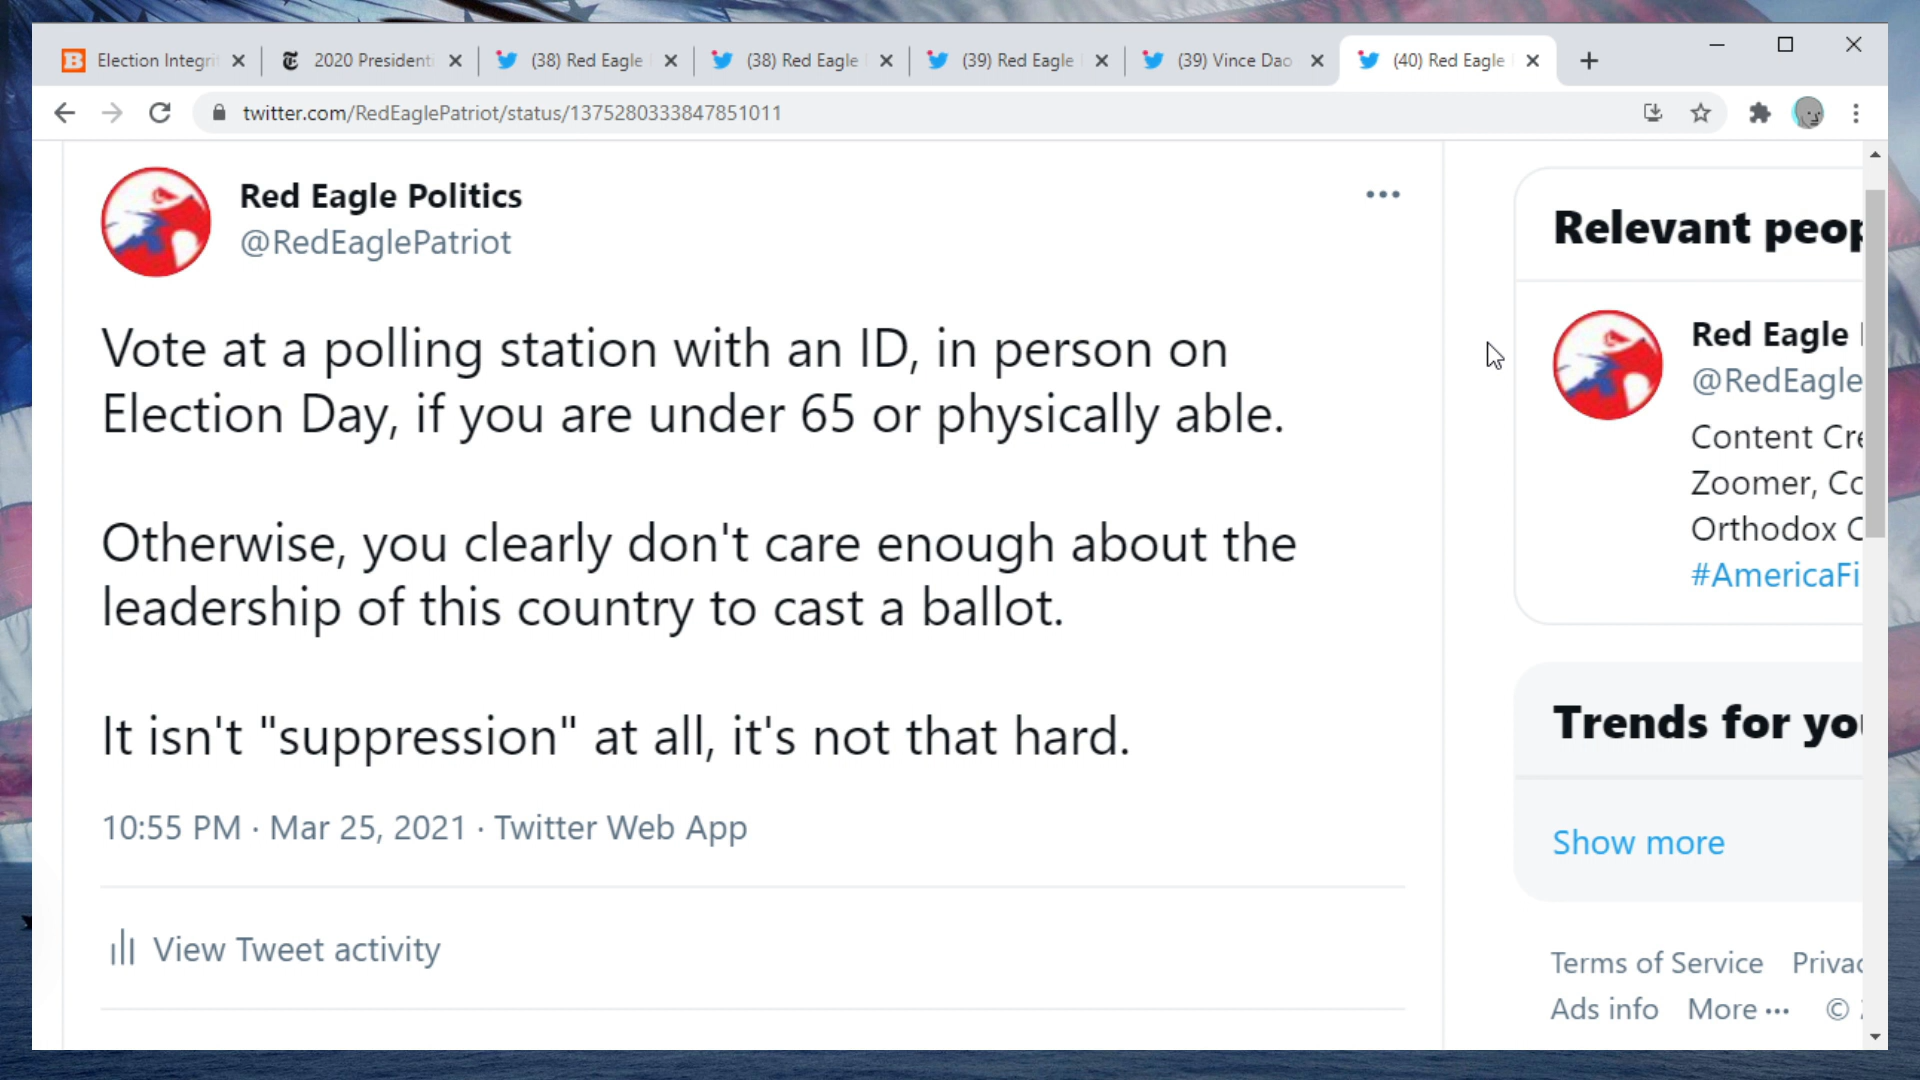 Election Integri
2020 Presidenti
(38) Red Eagle
(38) Red Eagle
(39) Red Eagle
(39) Vince Dao
(40) Red Eagle
twitter.com/RedEaglePatriot/status/1375280333847851011
Red Eagle Politics
@RedEaglePatriot
Vote at a polling station with an ID, in person on
Election Day, if you are under 65 or physically able.
Otherwise, you clearly don't care enough about the
leadership of this country to cast a ballot.
It isn't "suppression" at all, it's not that hard.
10:55 PM · Mar 25, 2021 · Twitter Web App
View Tweet activity
Relevant peop
Red Eagle
@RedEagle
Content Cre
Zoomer, Co
Orthodox C
#AmericaFi
Trends for you
Show more
Terms of Service Privac
Ads info More ··· ©